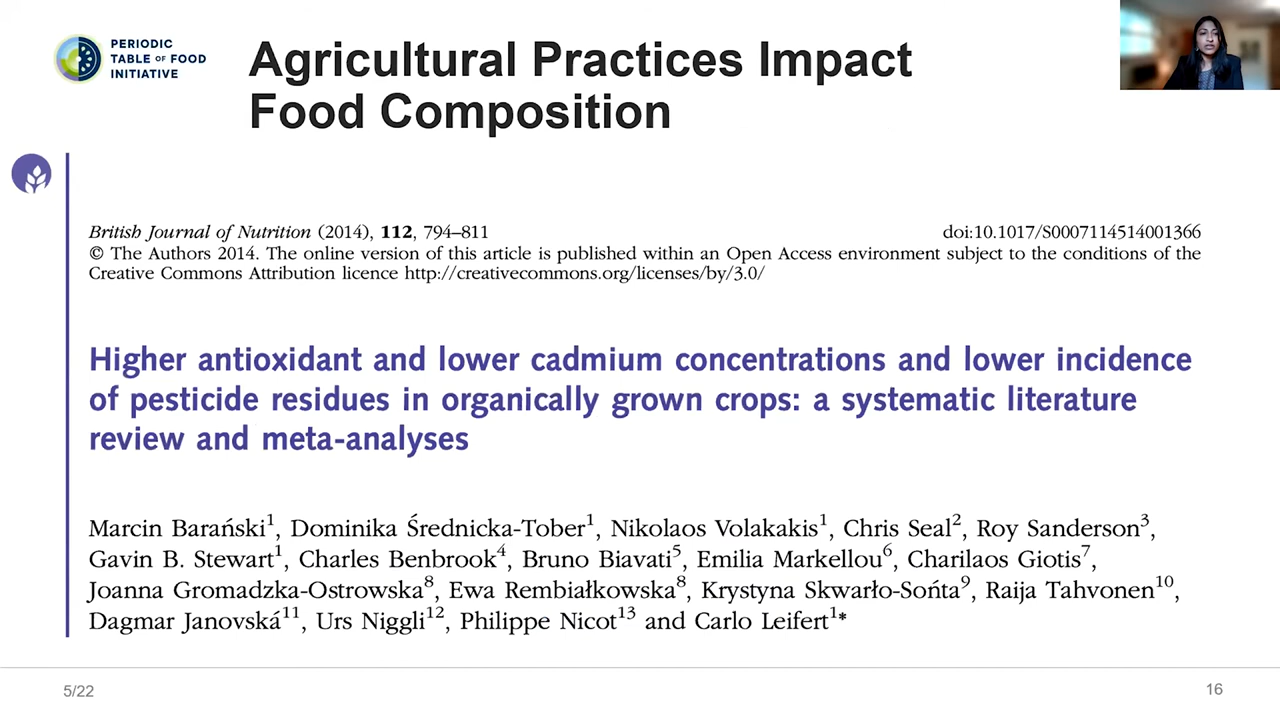 PERIODIC
TABLE OF FOOD
INITIATIVE
Agricultural Practices Impact
Food Composition
British Journal of Nutrition (2014), 112, 794–811
doi:10.1017/S0007114514001366
© The Authors 2014. The online version of this article is published within an Open Access environment subject to the conditions of the
Creative Commons Attribution licence http://creativecommons.org/licenses/by/3.0/
Higher antioxidant and lower cadmium concentrations and lower incidence
of pesticide residues in organically grown crops: a systematic literature
review and meta-analyses
Marcin Barański1, Dominika Średnicka-Tober1, Nikolaos Volakakis1, Chris Seal2, Roy Sanderson3,
Gavin B. Stewart1, Charles Benbrook4, Bruno Biavati5, Emilia Markellou6, Charilaos Giotis7,
Joanna Gromadzka-Ostrowska8, Ewa Rembiałkowska8, Krystyna Skwarło-Sońta9, Raija Tahvonen10,
Dagmar Janovská11, Urs Niggli12, Philippe Nicot13 and Carlo Leifert1*
5/22
16